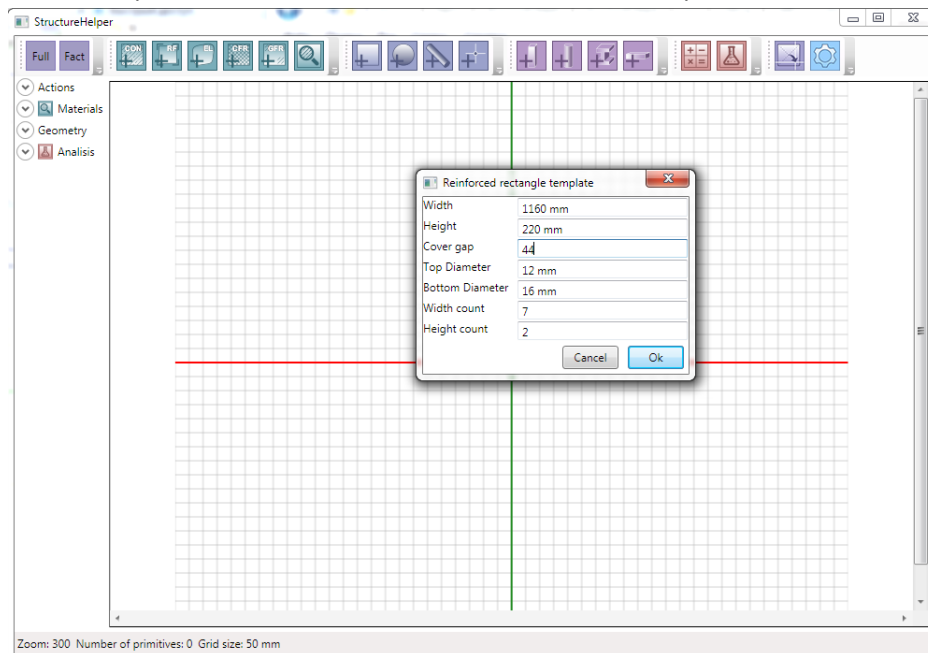 StructureHelper
Full Fact CON RF EL CFR GFR
Actions
Materials
Geometry
Analisis
Reinforced rectangle template
Width 1160 mm
Height 220 mm
Cover gap 44
Top Diameter 12 mm
Bottom Diameter 16 mm
Width count 7
Height count 2
Cancel Ok
Zoom: 300 Number of primitives: 0 Grid size: 50 mm